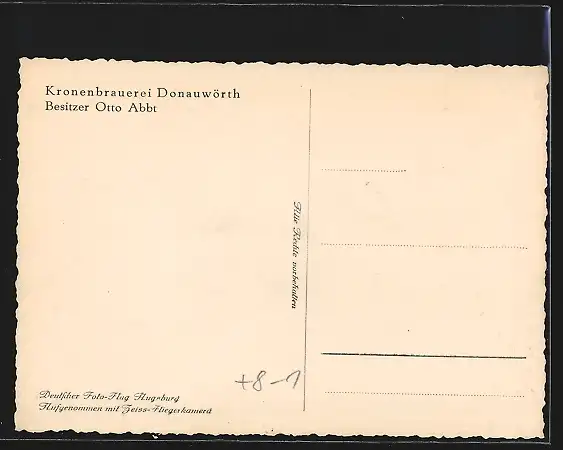 Kronenbrauerei Donauwörth
Besitzer Otto Abbt
Alle Rechte vorbehalten
+8-1
Deutscher Foto-Flug Augsburg
Aufgenommen mit Zeiss-Fliegerkamera